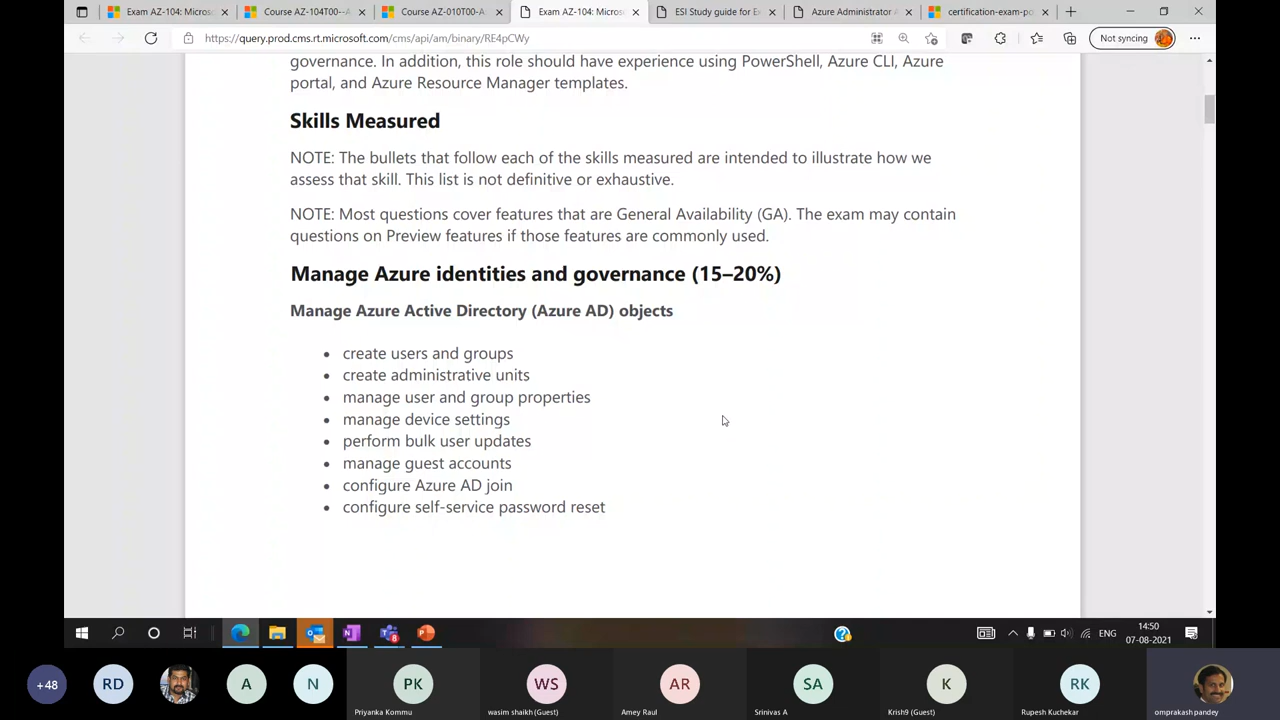 Exam AZ-104: Microso
Course AZ-104T00--A
Course AZ-010T00-A
Exam AZ-104: Microso
ESI Study guide for Ex
Azure Administrator A
certification-exam-po
https://query.prod.cms.rt.microsoft.com/cms/api/am/binary/RE4pCWy
Not syncing
governance. In addition, this role should have experience using PowerShell, Azure CLI, Azure
portal, and Azure Resource Manager templates.
Skills Measured
NOTE: The bullets that follow each of the skills measured are intended to illustrate how we
assess that skill. This list is not definitive or exhaustive.
NOTE: Most questions cover features that are General Availability (GA). The exam may contain
questions on Preview features if those features are commonly used.
Manage Azure identities and governance (15–20%)
Manage Azure Active Directory (Azure AD) objects
• create users and groups
• create administrative units
• manage user and group properties
• manage device settings
• perform bulk user updates
• manage guest accounts
• configure Azure AD join
• configure self-service password reset
8
ENG
14:50
07-08-2021
+48
RD
A
N
PK
WS
AR
SA
K
RK
Priyanka Kommu
wasim shaikh (Guest)
Amey Raul
Srinivas A
Krish9 (Guest)
Rupesh Kuchekar
omprakash pandey